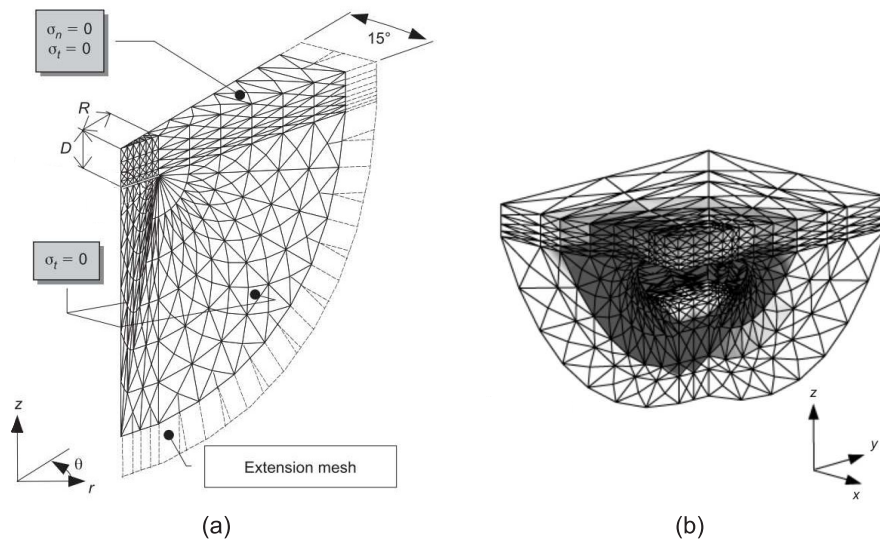 σn = 0
σt = 0
15°
R
D
σt = 0
z
θ
r
Extension mesh
(a)
z
y
x
(b)